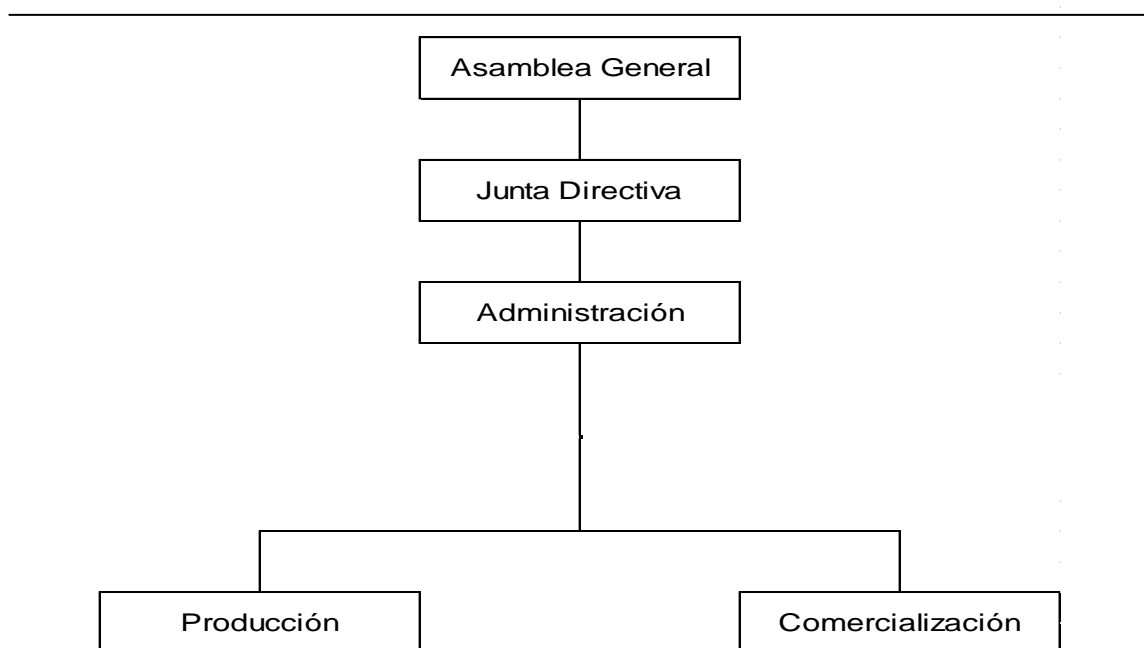 Asamblea General
Junta Directiva
Administración
Producción
Comercialización